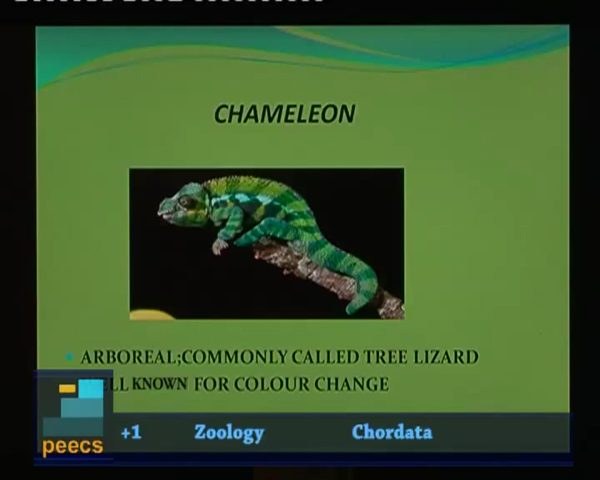 CHAMELEON
ARBOREAL;COMMONLY CALLED TREE LIZARD
KNOWN FOR COLOUR CHANGE
peecs
+1 Zoology Chordata